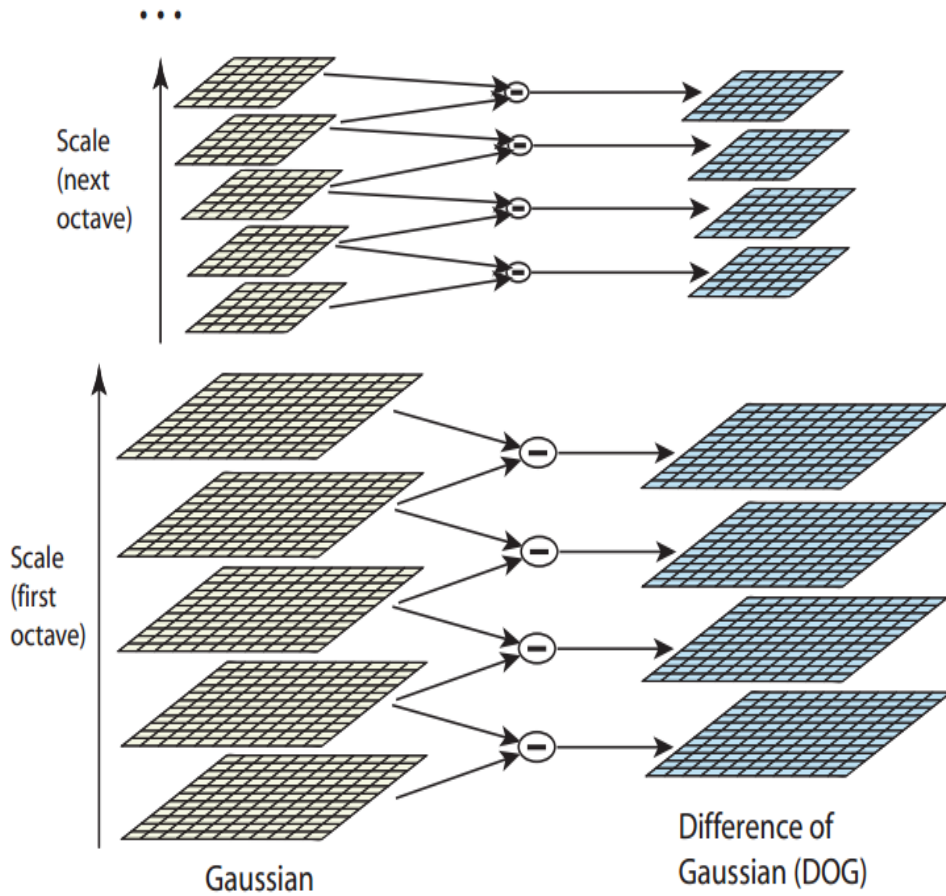 ...
Scale
(next
octave)
Scale
(first
octave)
Gaussian
Difference of
Gaussian (DOG)